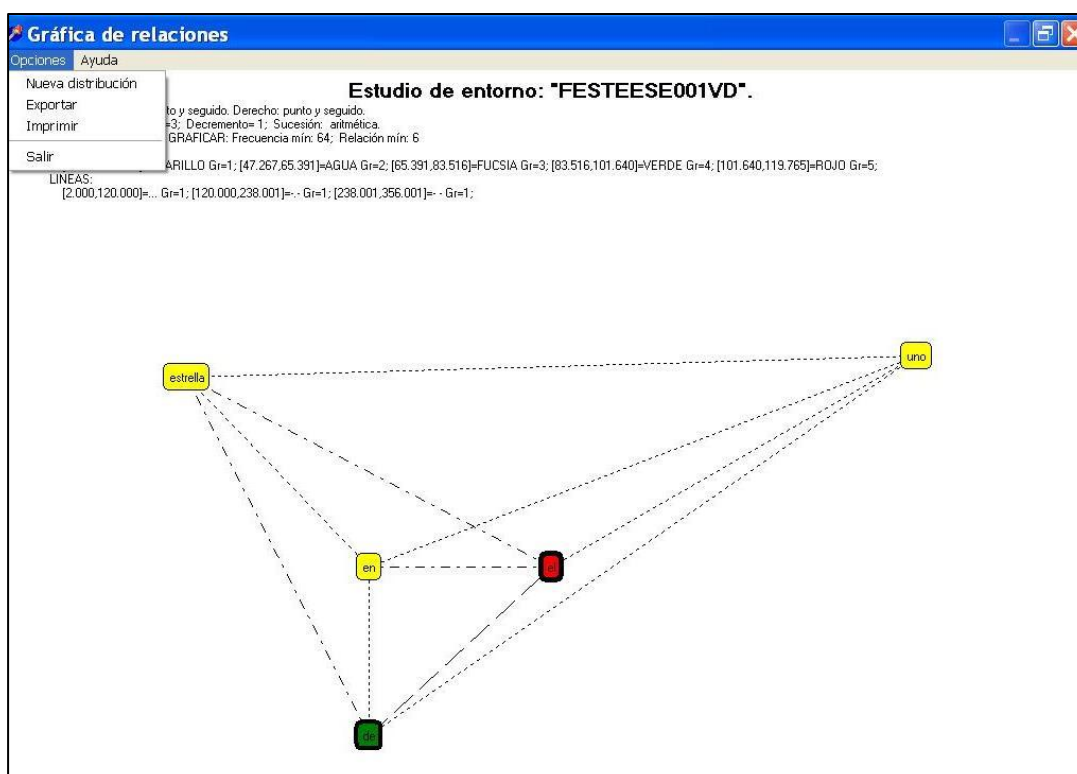 Gráfica de relaciones
Opciones Ayuda
Nueva distribución
Exportar
Imprimir
Salir
Estudio de entorno: "FESTEESE001VD".
to y seguido. Derecho: punto y seguido.
=3; Decremento= 1; Sucesión: aritmética.
GRAFICAR: Frecuencia mín: 64; Relación mín: 6
ARILLO Gr=1; [47.267,65.391]=AGUA Gr=2; [65.391,83.516]=FUCSIA Gr=3; [83.516,101.640]=VERDE Gr=4; [101.640,119.765]=ROJO Gr=5;
LINEAS:
[2.000,120.000]=... Gr=1; [120.000,238.001]=-.- Gr=1; [238.001,356.001]=- - Gr=1;
uno
estrella
en
el
de